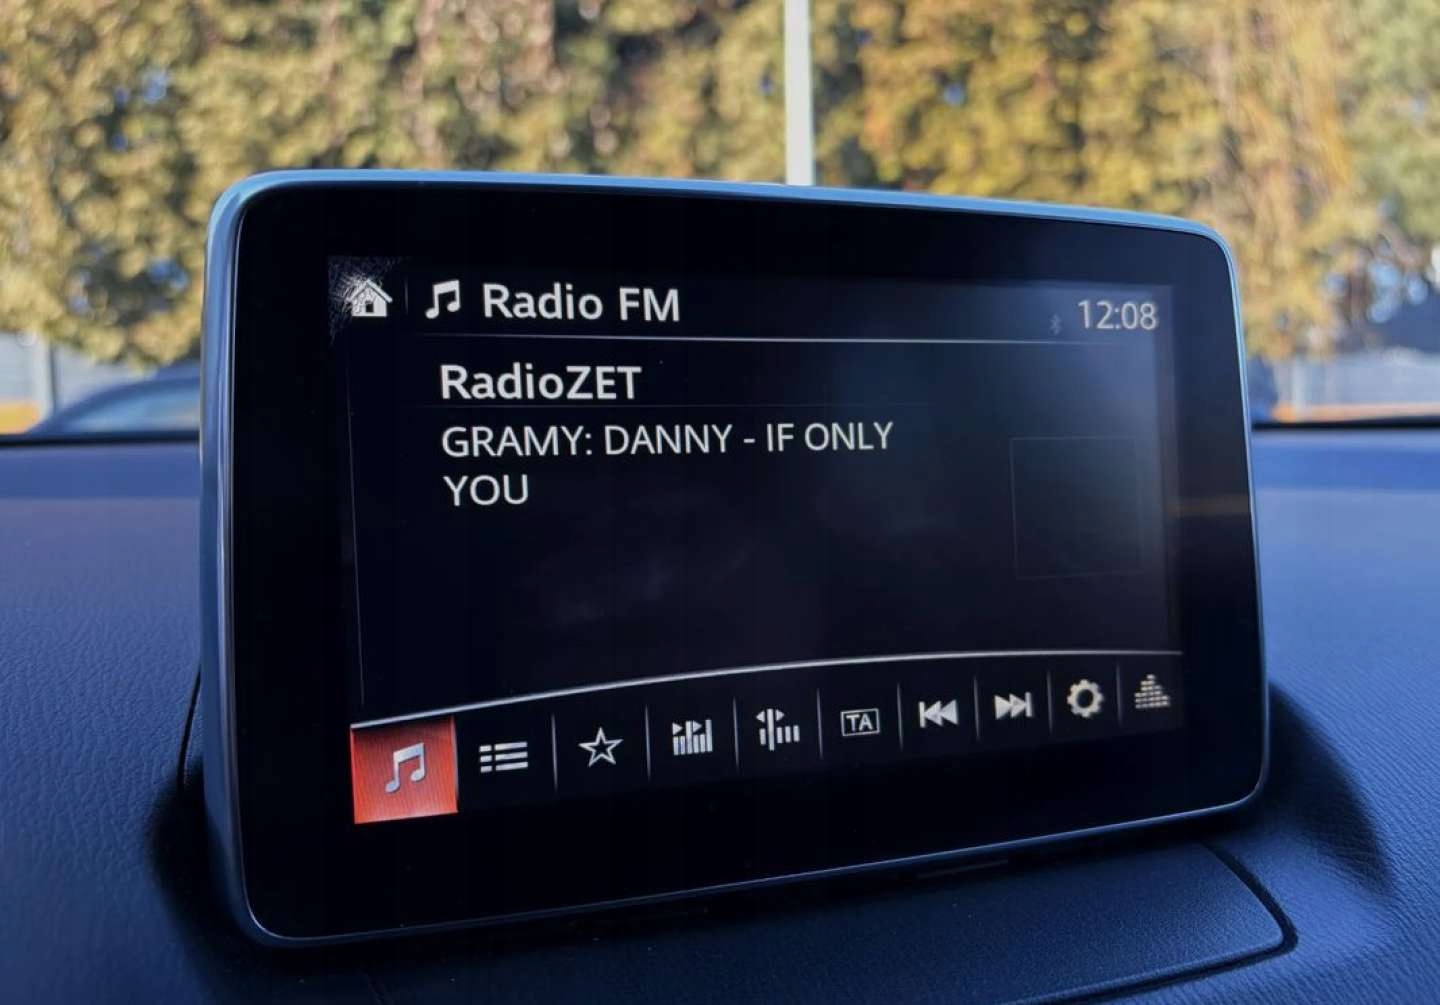 Radio FM
12:08
RadioZET
GRAMY: DANNY - IF ONLY
YOU
TA